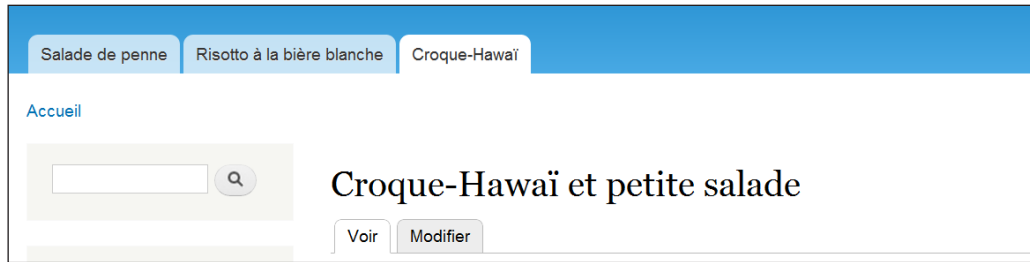 Salade de penne Risotto à la bière blanche Croque-Hawaï
Accueil
Croque-Hawaï et petite salade
Voir Modifier